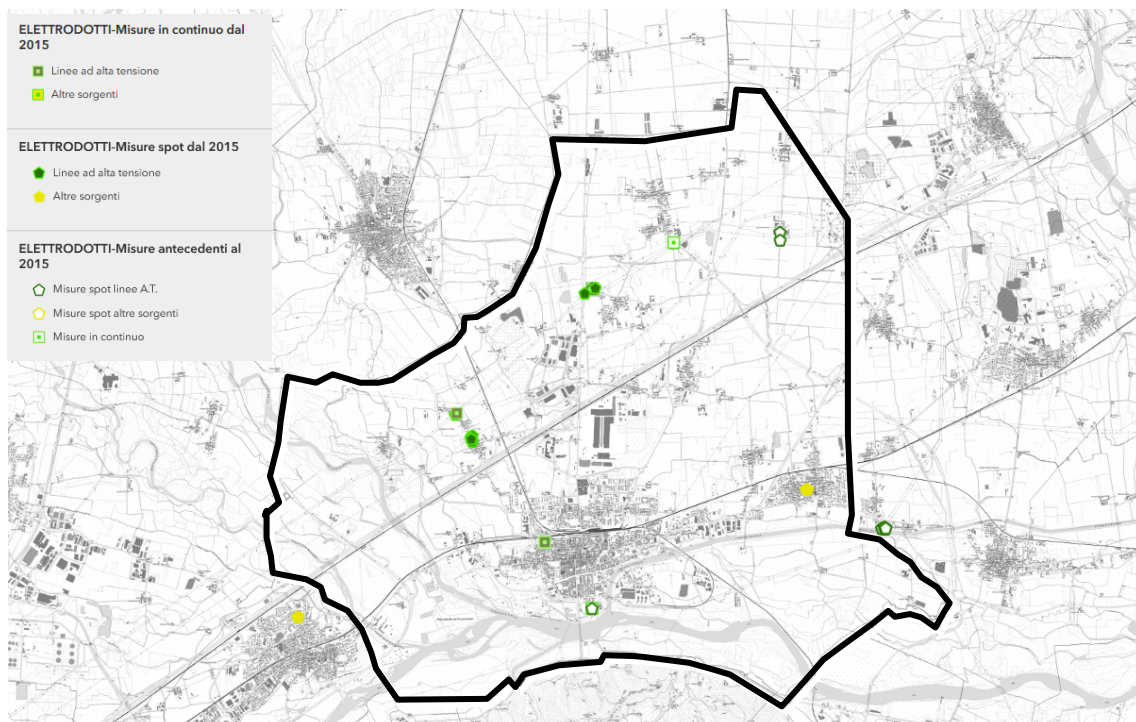 ELETTRODOTTI-Misure in continuo dal
2015
Linee ad alta tensione
Altre sorgenti
ELETTRODOTTI-Misure spot dal 2015
Linee ad alta tensione
Altre sorgenti
ELETTRODOTTI-Misure antecedenti al
2015
Misure spot linee A.T.
Misure spot altre sorgenti
Misure in continuo